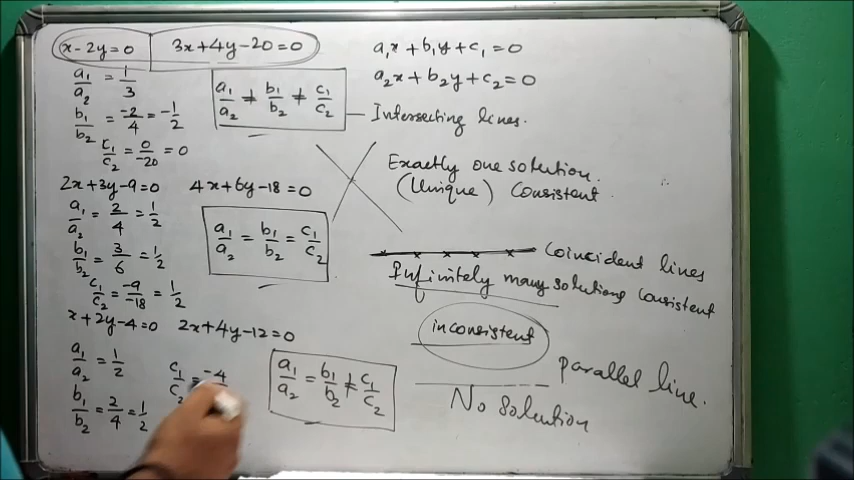 x-2y=0 3x+4y-20=0
a₁/a₂ = 1/3
b₁/b₂ = -2/4 = -1/2
c₁/c₂ = 0/-20 = 0
a₁/a₂ ≠ b₁/b₂ ≠ c₁/c₂
a₁x+b₁y+c₁=0
a₂x+b₂y+c₂=0
Intersecting lines.
Exactly one solution.
(Unique) Consistent
2x+3y-9=0 4x+6y-18=0
a₁/a₂ = 2/4 = 1/2
b₁/b₂ = 3/6 = 1/2
c₁/c₂ = -9/-18 = 1/2
a₁/a₂ = b₁/b₂ = c₁/c₂
Coincident lines
Infinitely many solutions Consistent
x+2y-4=0 2x+4y-12=0
a₁/a₂ = 1/2
b₁/b₂ = 2/4 = 1/2
c₁/c₂ = -4
a₁/a₂ = b₁/b₂ ≠ c₁/c₂
inconsistent
parallel line.
No solution